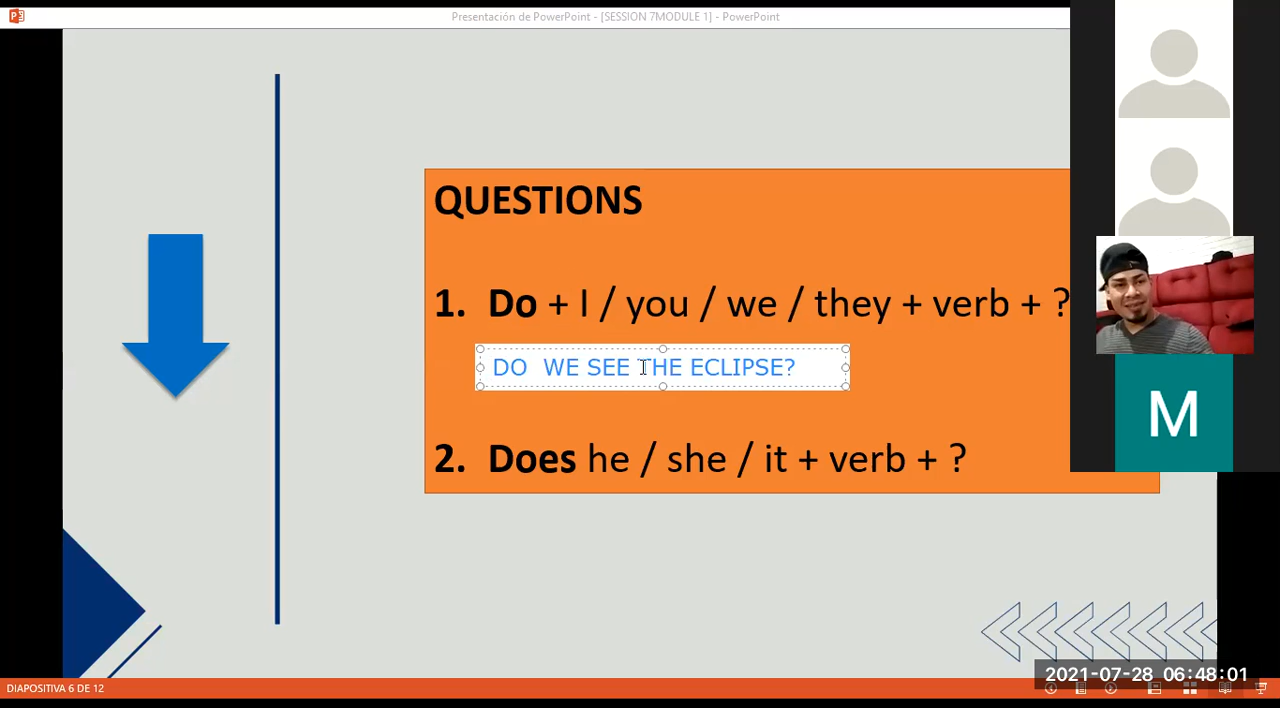 Presentación de PowerPoint - [SESSION 7MODULE 1] - PowerPoint
QUESTIONS
1. Do + I / you / we / they + verb + ?
DO WE SEE THE ECLIPSE?
2. Does he / she / it + verb + ?
M
2021-07-28 06:48:01
DIAPOSITIVA 6 DE 12